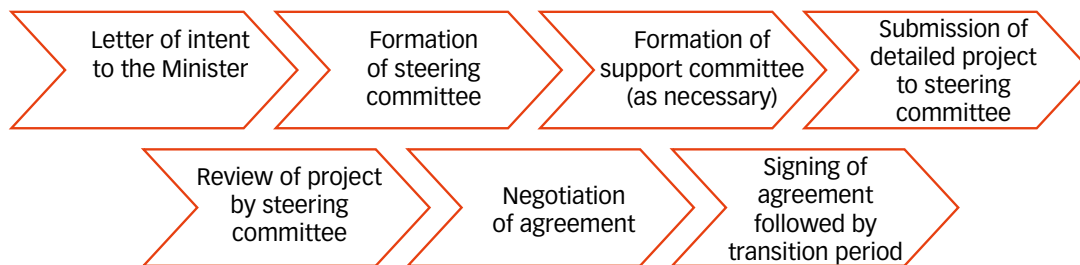 Letter of intent
to the Minister
Formation
of steering
committee
Formation of
support committee
(as necessary)
Submission of
detailed project
to steering
committee
Review of project
by steering
committee
Negotiation
of agreement
Signing of
agreement
followed by
transition period